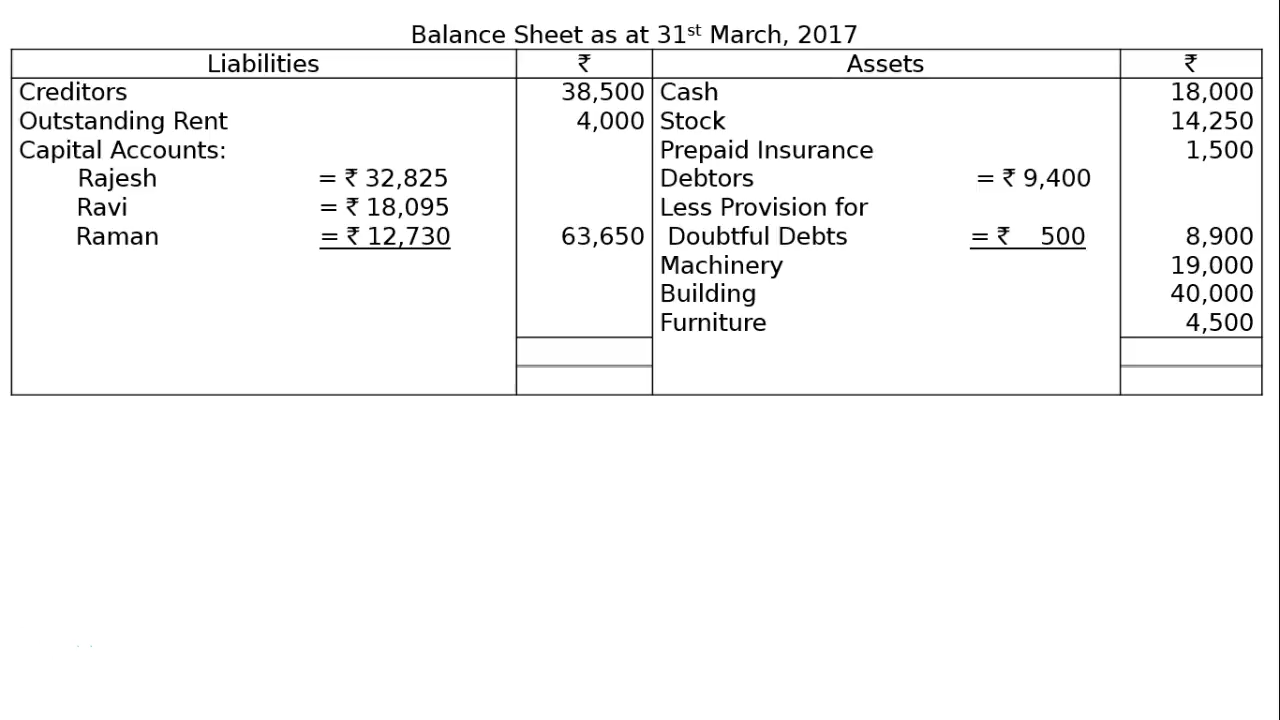 Balance Sheet as at 31st March, 2017
Liabilities ₹ Assets ₹
Creditors 38,500 Cash 18,000
Outstanding Rent 4,000 Stock 14,250
Capital Accounts: Prepaid Insurance 1,500
Rajesh = ₹ 32,825 Debtors = ₹ 9,400
Ravi = ₹ 18,095 Less Provision for
Raman = ₹ 12,730 63,650 Doubtful Debts = ₹ 500 8,900
Machinery 19,000
Building 40,000
Furniture 4,500